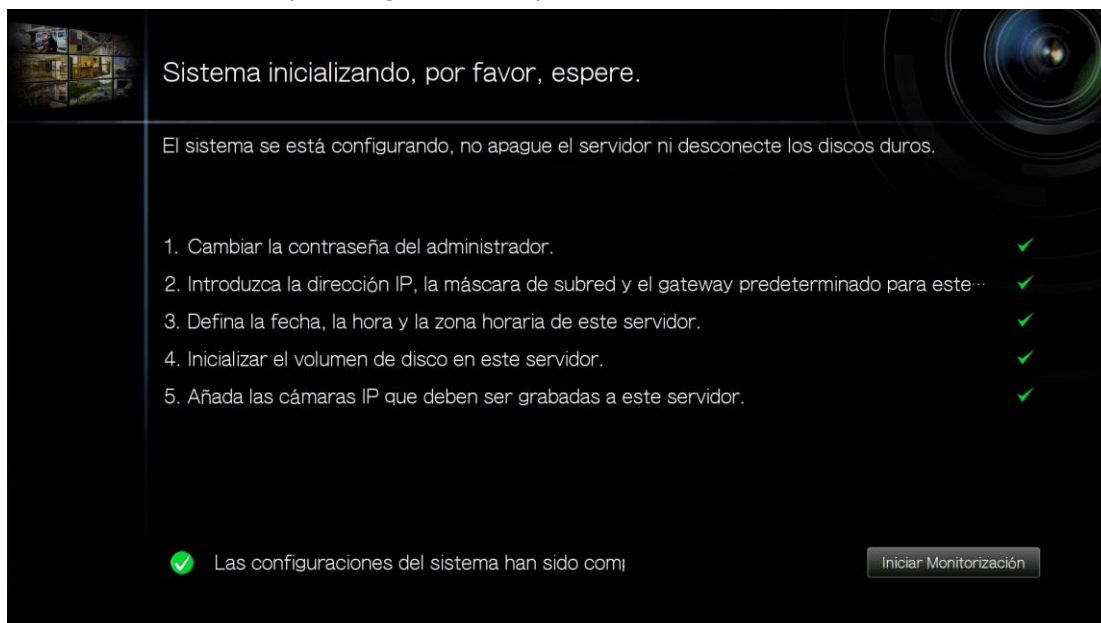 Sistema inicializando, por favor, espere.
El sistema se está configurando, no apague el servidor ni desconecte los discos duros.
1. Cambiar la contraseña del administrador.
2. Introduzca la dirección IP, la máscara de subred y el gateway predeterminado para este...
3. Defina la fecha, la hora y la zona horaria de este servidor.
4. Inicializar el volumen de disco en este servidor.
5. Añada las cámaras IP que deben ser grabadas a este servidor.
Las configuraciones del sistema han sido
Iniciar Monitorización